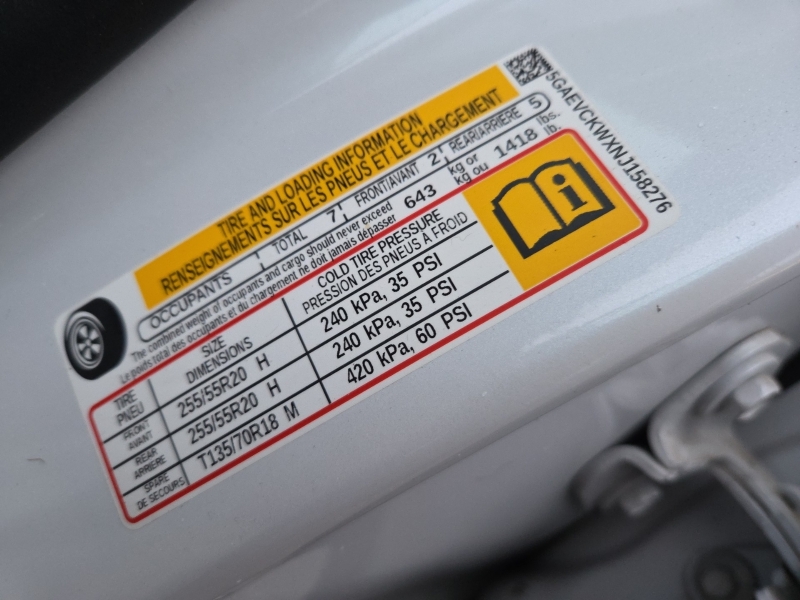 5GAEVCKWXNJ158276
TIRE AND LOADING INFORMATION
RENSEIGNEMENTS SUR LES PNEUS ET LE CHARGEMENT
OCCUPANTS TOTAL 7 FRONT/AVANT 2 REAR/ARRIÈRE 5
The combined weight of occupants and cargo should never exceed 643 kg or 1418 lbs.
Le poids total des occupants et du chargement ne doit jamais dépasser kg ou lb.
TIRE PNEU SIZE DIMENSIONS COLD TIRE PRESSURE PRESSION DES PNEUS À FROID
FRONT AVANT 255/55R20 H 240 kPa, 35 PSI
REAR ARRIÈRE 255/55R20 H 240 kPa, 35 PSI
SPARE DE SECOURS T135/70R18 M 420 kPa, 60 PSI